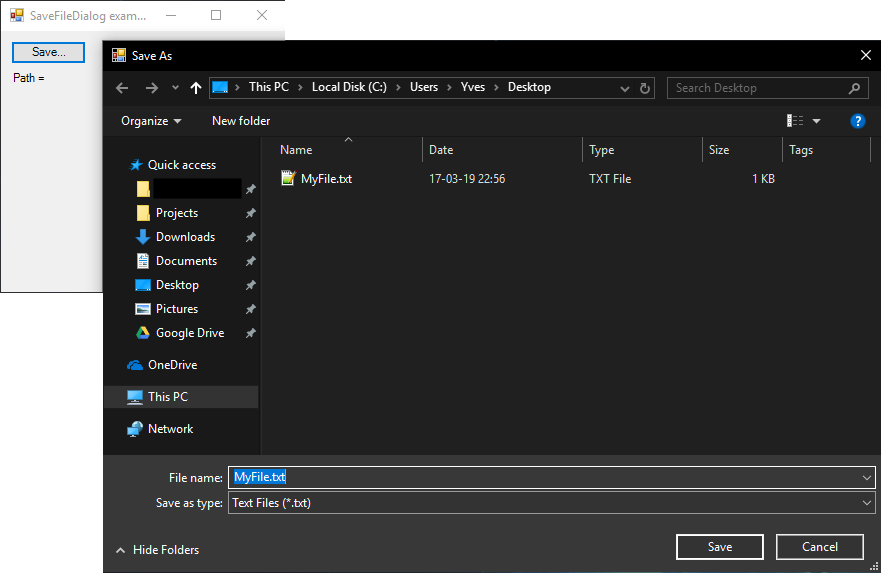 SaveFileDialog exam...
Save...
Path =
Save As
This PC > Local Disk (C:) > Users > Yves > Desktop
Search Desktop
Organize
New folder
?
Name Date Type Size Tags
MyFile.txt 17-03-19 22:56 TXT File 1 KB
Quick access
Projects
Downloads
Documents
Desktop
Pictures
Google Drive
OneDrive
This PC
Network
File name: MyFile.txt
Save as type: Text Files (*.txt)
Hide Folders
Save
Cancel